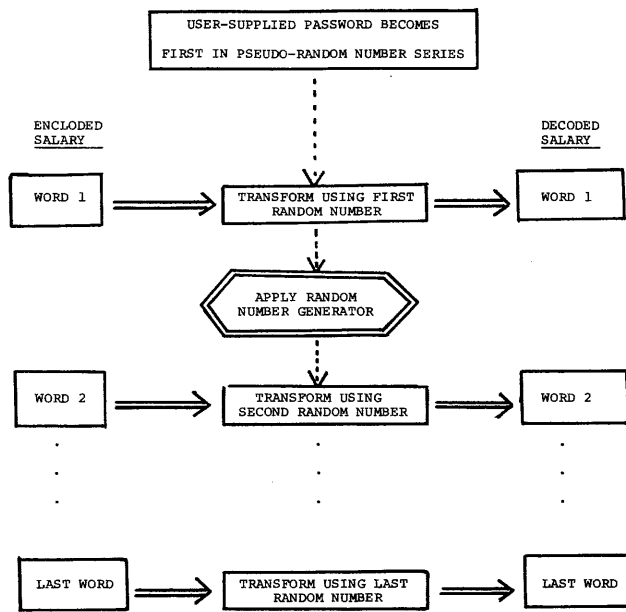 USER-SUPPLIED PASSWORD BECOMES
FIRST IN PSEUDO-RANDOM NUMBER SERIES
ENCLODED
SALARY
DECODED
SALARY
WORD 1
TRANSFORM USING FIRST
RANDOM NUMBER
WORD 1
APPLY RANDOM
NUMBER GENERATOR
WORD 2
TRANSFORM USING
SECOND RANDOM NUMBER
WORD 2
LAST WORD
TRANSFORM USING LAST
RANDOM NUMBER
LAST WORD